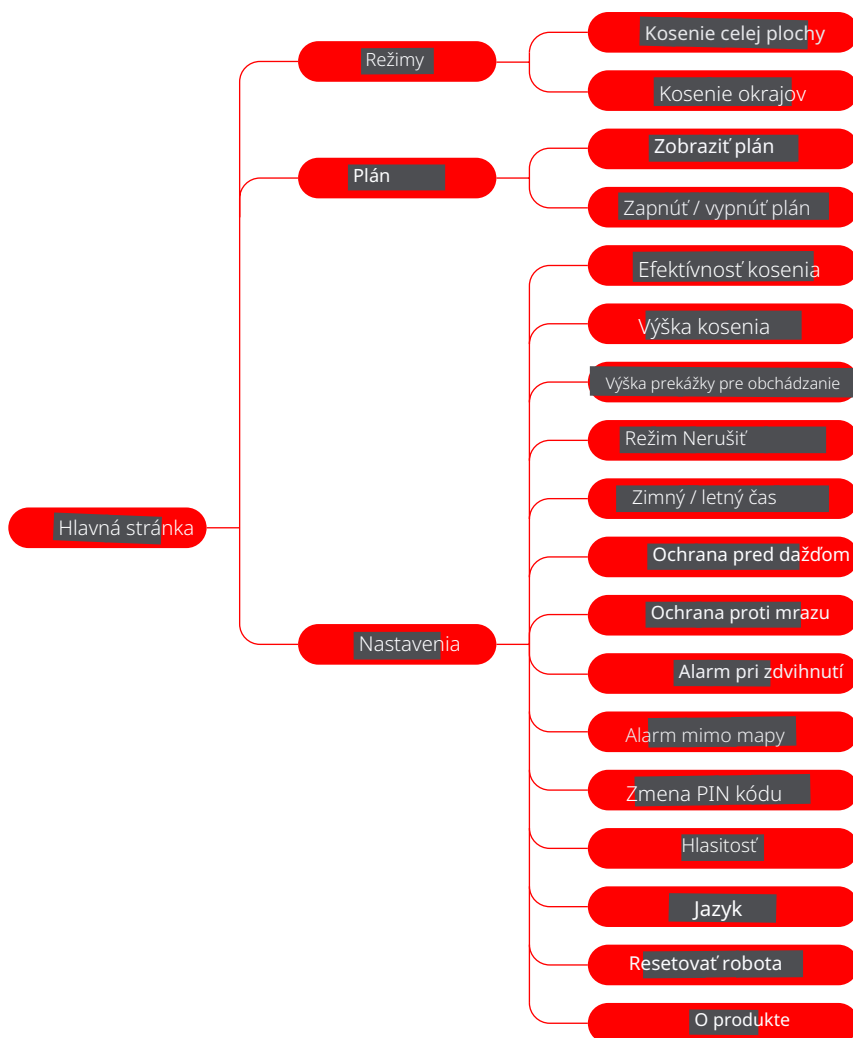 Kosenie celej plochy
Režimy
Kosenie okrajov
Zobraziť plán
Plán
Zapnúť / vypnúť plán
Efektívnosť kosenia
Výška kosenia
Výška prekážky pre obchádzanie
Režim Nerušiť
Zimný / letný čas
Hlavná stránka
Ochrana pred dažďom
Ochrana proti mrazu
Nastavenia
Alarm pri zdvihnutí
Alarm mimo mapy
Zmena PIN kódu
Hlasitosť
Jazyk
Resetovať robota
O produkte